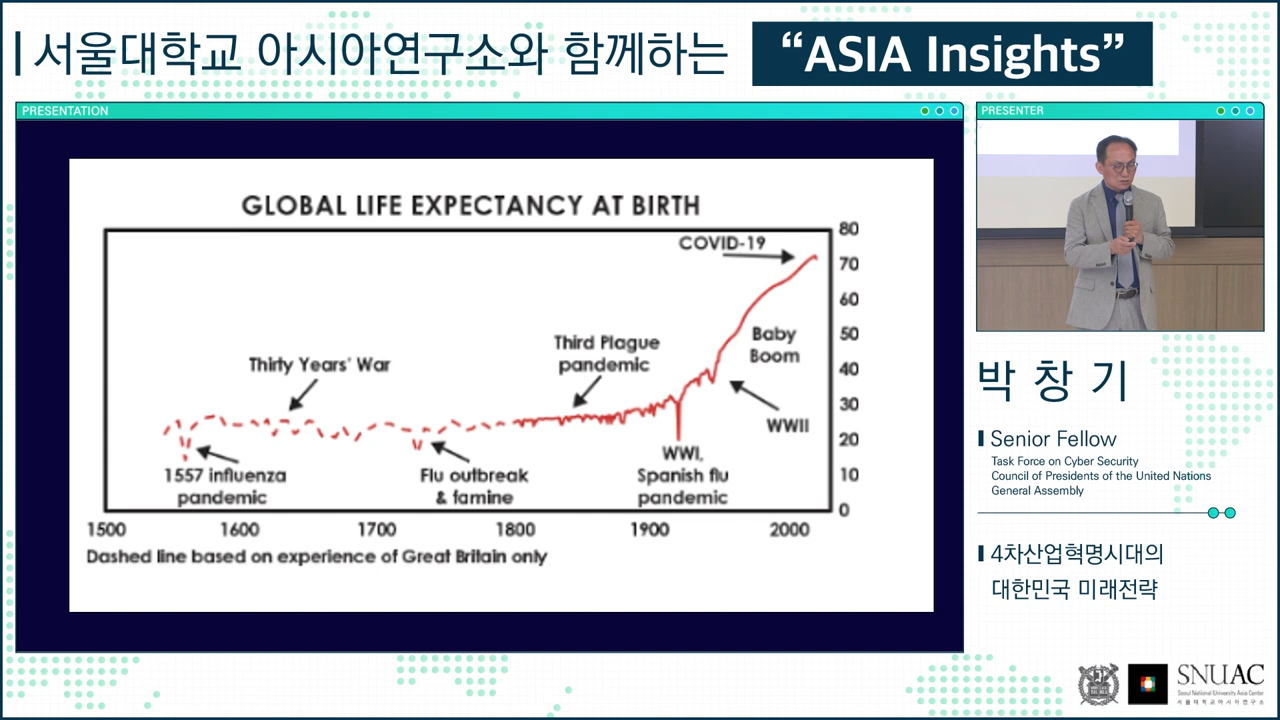 서울대학교 아시아연구소와 함께하는 “ASIA Insights”
PRESENTATION
GLOBAL LIFE EXPECTANCY AT BIRTH
80
70
60
50
40
30
20
10
0
COVID-19
Baby
Boom
Third Plague
pandemic
Thirty Years' War
WWII
WWI,
Spanish flu
pandemic
1557 influenza
pandemic
Flu outbreak
& famine
1500 1600 1700 1800 1900 2000
Dashed line based on experience of Great Britain only
PRESENTER
박창기
Senior Fellow
Task Force on Cyber Security
Council of Presidents of the United Nations
General Assembly
4차산업혁명시대의
대한민국 미래전략
SNUAC
Seoul National University Asia Center
서울대학교아시아연구소